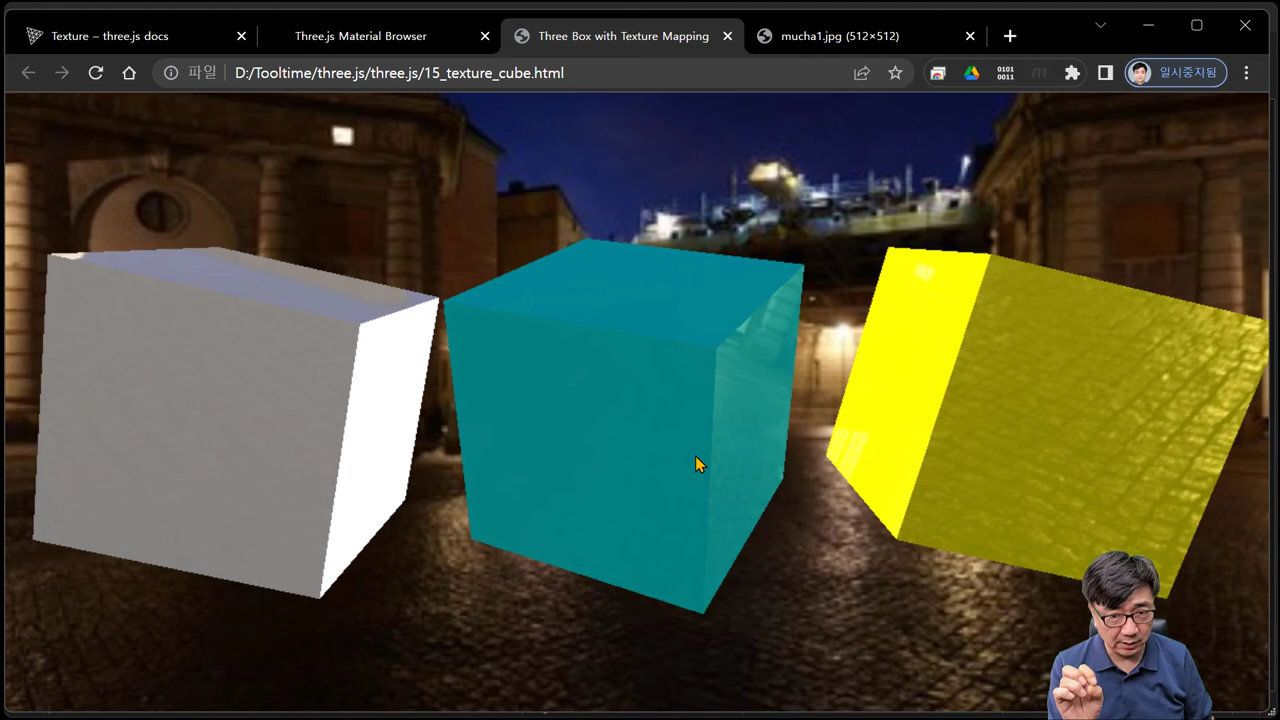 Texture – three.js docs
Three.js Material Browser
Three Box with Texture Mapping
mucha1.jpg (512×512)
파일
D:/Tooltime/three.js/three.js/15_texture_cube.html
0101
0011
m
일시중지됨